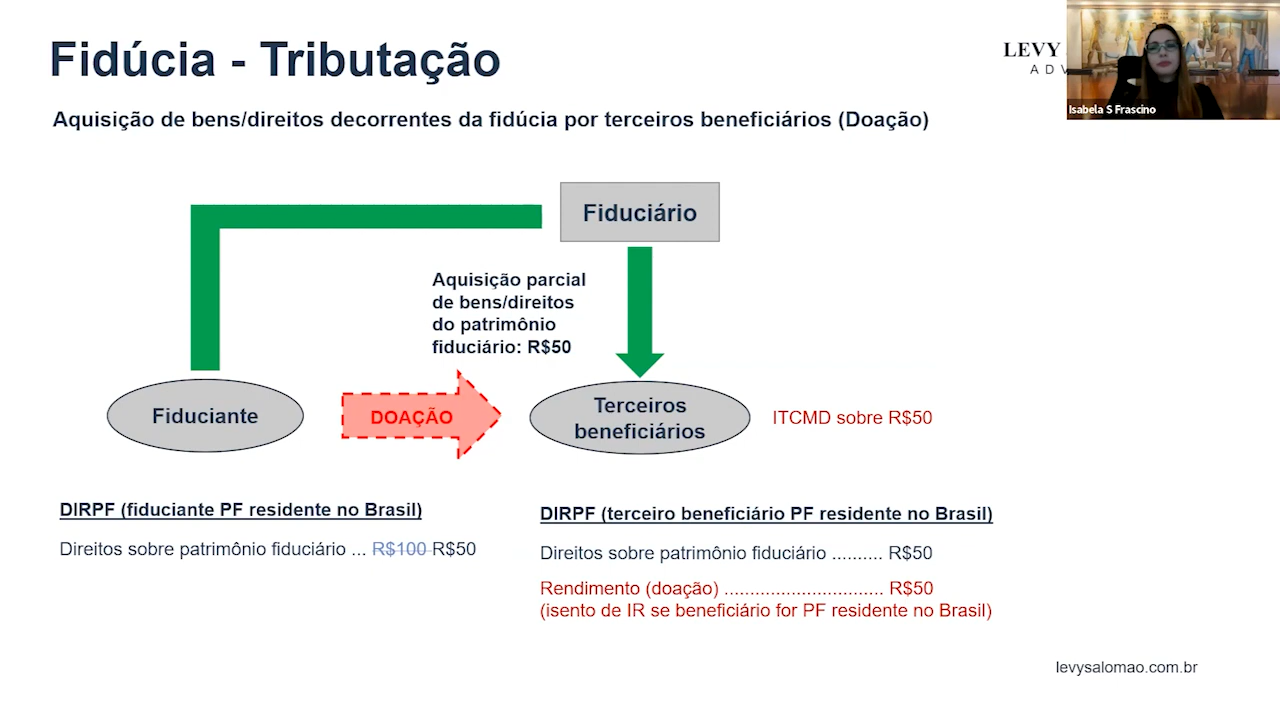 Fidúcia - Tributação
LEVY
ADV
Isabela S Frascino
Aquisição de bens/direitos decorrentes da fidúcia por terceiros beneficiários (Doação)
Fiduciário
Aquisição parcial
de bens/direitos
do patrimônio
fiduciário: R$50
Fiduciante
DOAÇÃO
Terceiros
beneficiários
ITCMD sobre R$50
DIRPF (fiduciante PF residente no Brasil)
Direitos sobre patrimônio fiduciário ... R$100 R$50
DIRPF (terceiro beneficiário PF residente no Brasil)
Direitos sobre patrimônio fiduciário .......... R$50
Rendimento (doação) ............................... R$50
(isento de IR se beneficiário for PF residente no Brasil)
levysalomao.com.br